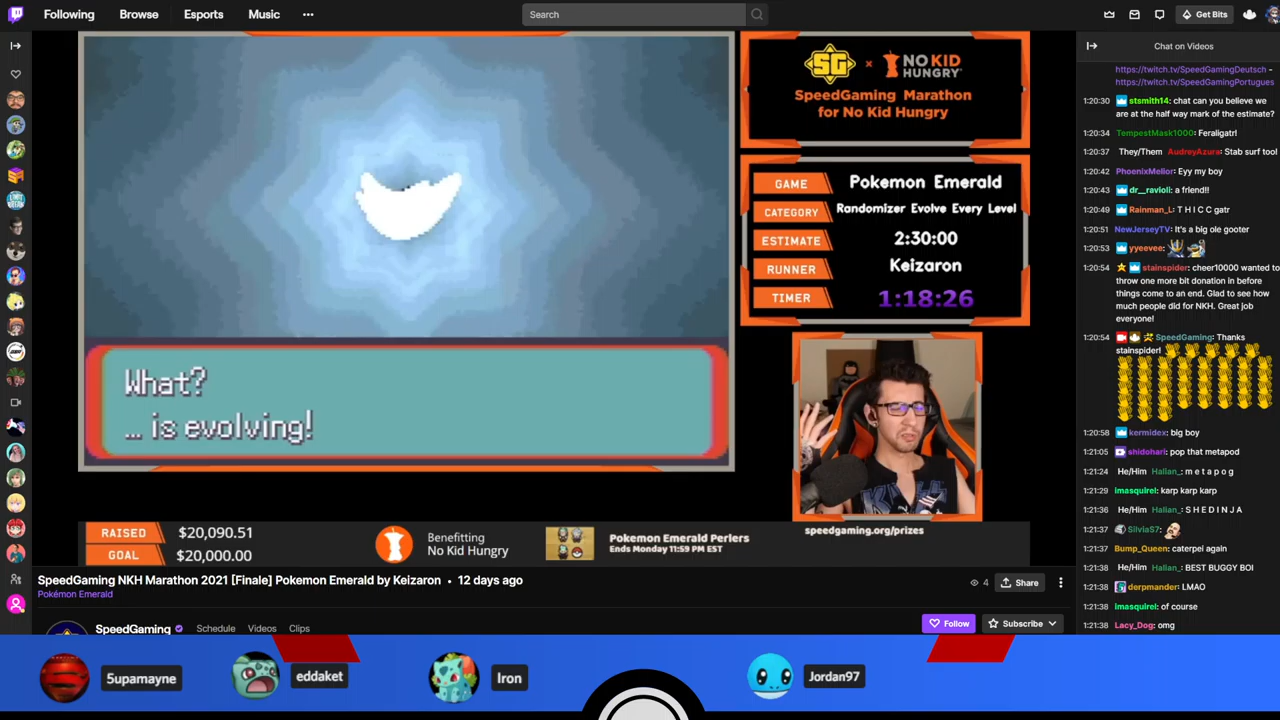 Following
Browse
Esports
Music
Search
Get Bits
SG × NO KID HUNGRY
SpeedGaming Marathon
for No Kid Hungry
GAME Pokemon Emerald
CATEGORY Randomizer Evolve Every Level
ESTIMATE 2:30:00
RUNNER Keizaron
TIMER 1:18:26
What?
... is evolving!
speedgaming.org/prizes
RAISED $20,090.51
GOAL $20,000.00
Benefitting
No Kid Hungry
Pokemon Emerald Perlers
Ends Monday 11:59 PM EST
SpeedGaming NKH Marathon 2021 [Finale] Pokemon Emerald by Keizaron • 12 days ago
4
Share
Pokémon Emerald
SpeedGaming
Schedule
Videos
Clips
Follow
Subscribe
Chat on Videos
https://twitch.tv/SpeedGamingDeutsch -
https://twitch.tv/SpeedGamingPortugues
1:20:30 stsmith14: chat can you believe we
are at the half way mark of the estimate?
1:20:34 TempestMask1000: Feraligatr!
1:20:37 They/Them AudreyAzura: Stab surf too!
1:20:42 PhoenixMellor: Eyy my boy
1:20:43 dr__ravioli: a friend!!
1:20:49 Rainman_L: T H I C C gatr
1:20:51 NewJerseyTV: It's a big ole gooter
1:20:53 yyeevee:
1:20:54 stainspider: cheer10000 wanted to
throw one more bit donation in before
things come to an end. Glad to see how
much people did for NKH. Great job
everyone!
1:20:54 SpeedGaming: Thanks
stainspider!
1:20:58 kermidex: big boy
1:21:05 shidohari: pop that metapod
1:21:24 He/Him Hallan_: m e t a p o g
1:21:29 imasquirel: karp karp karp
1:21:36 He/Him Hallan_: S H E D I N J A
1:21:37 SilviaS7:
1:21:37 Bump_Queen: caterpei again
1:21:38 He/Him Hallan_: BEST BUGGY BOI
1:21:38 derpmander: LMAO
1:21:38 imasquirel: of course
1:21:38 Lacy_Dog: omg
5upamayne
eddaket
Iron
Jordan97